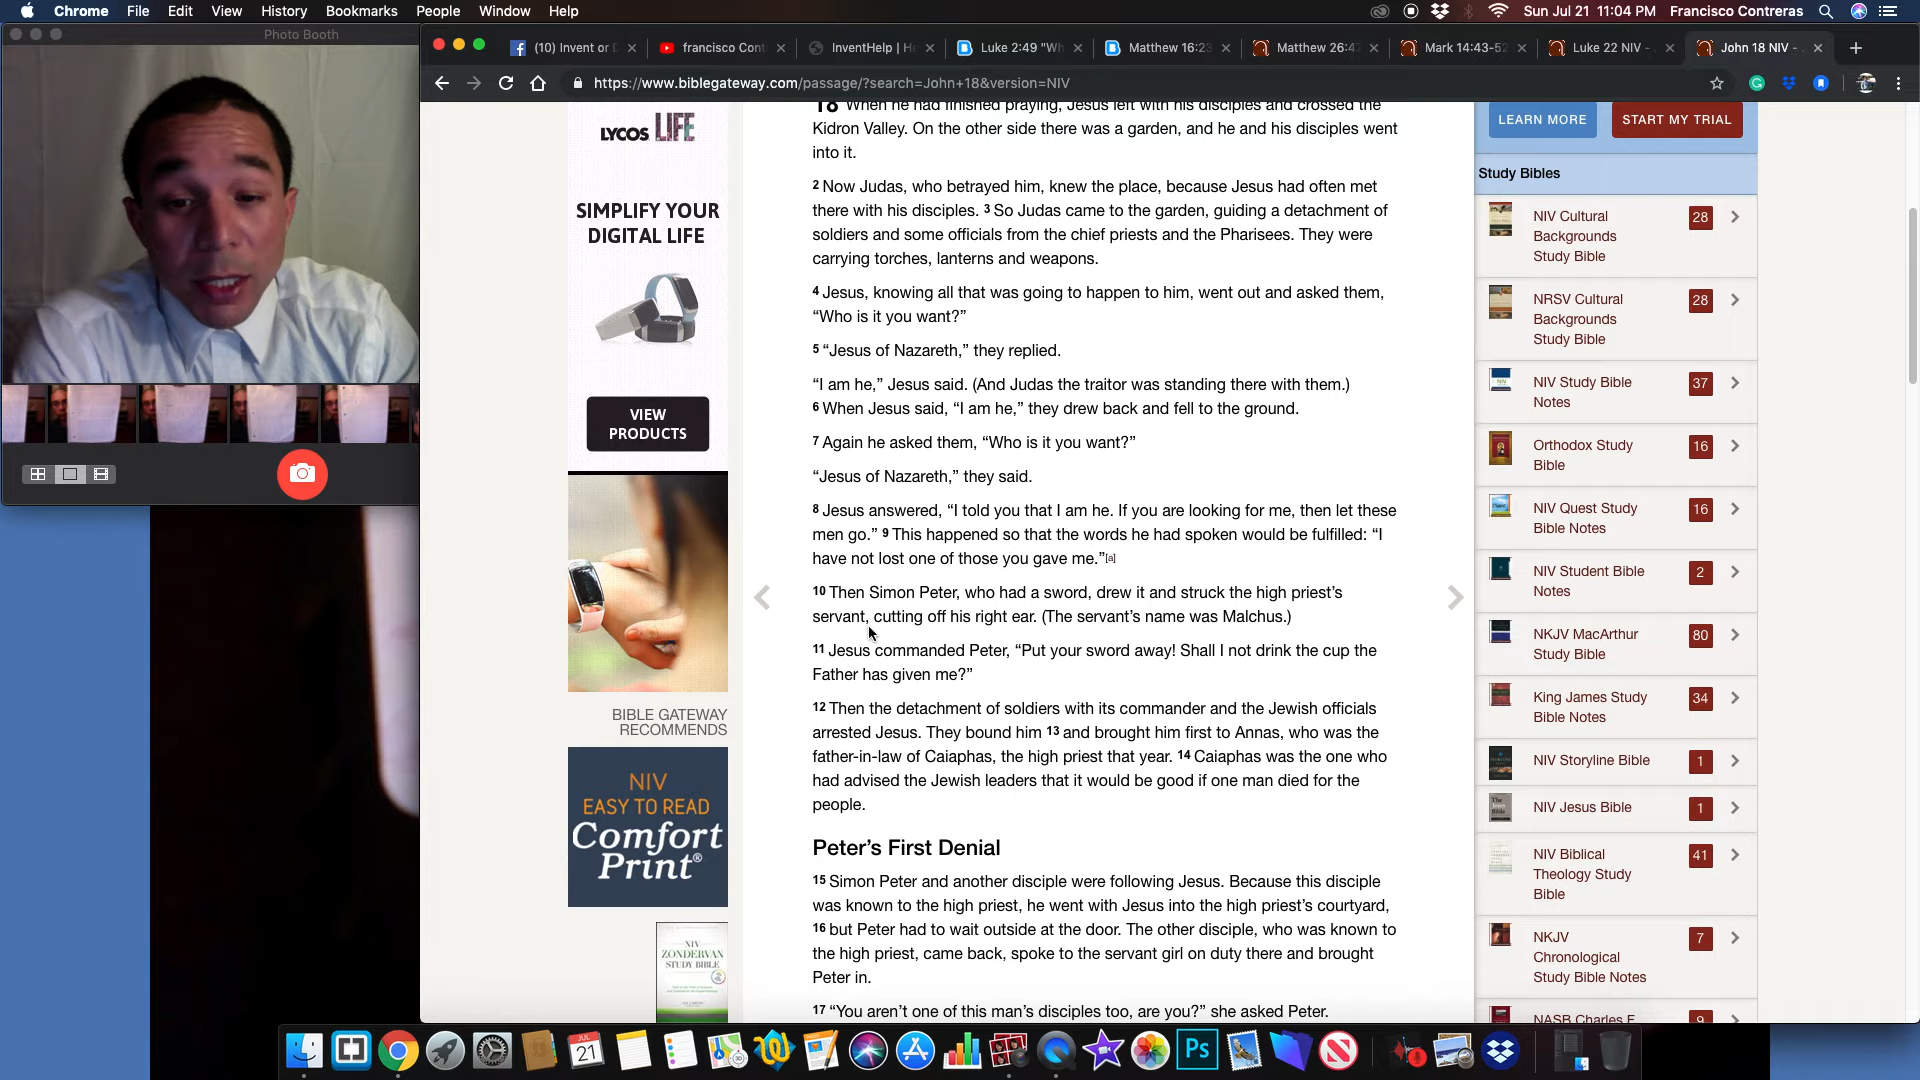 Chrome File Edit View History Bookmarks People Window Help
Sun Jul 21 11:04 PM Francisco Contreras
Photo Booth
(10) Invent or D
francisco Cont
InventHelp | He
Luke 2:49 "Wh
Matthew 16:23
Matthew 26:47
Mark 14:43-52
Luke 22 NIV -
John 18 NIV -
https://www.biblegateway.com/passage/?search=John+18&version=NIV
LYCOS LIFE
SIMPLIFY YOUR
DIGITAL LIFE
VIEW
PRODUCTS
BIBLE GATEWAY
RECOMMENDS
NIV
EASY TO READ
Comfort
Print®
NIV
ZONDERVAN
STUDY BIBLE
18 When he had finished praying, Jesus left with his disciples and crossed the
Kidron Valley. On the other side there was a garden, and he and his disciples went
into it.
2 Now Judas, who betrayed him, knew the place, because Jesus had often met
there with his disciples. 3 So Judas came to the garden, guiding a detachment of
soldiers and some officials from the chief priests and the Pharisees. They were
carrying torches, lanterns and weapons.
4 Jesus, knowing all that was going to happen to him, went out and asked them,
“Who is it you want?”
5 “Jesus of Nazareth,” they replied.
“I am he,” Jesus said. (And Judas the traitor was standing there with them.)
6 When Jesus said, “I am he,” they drew back and fell to the ground.
7 Again he asked them, “Who is it you want?”
“Jesus of Nazareth,” they said.
8 Jesus answered, “I told you that I am he. If you are looking for me, then let these
men go.” 9 This happened so that the words he had spoken would be fulfilled: “I
have not lost one of those you gave me.”[a]
10 Then Simon Peter, who had a sword, drew it and struck the high priest’s
servant, cutting off his right ear. (The servant’s name was Malchus.)
11 Jesus commanded Peter, “Put your sword away! Shall I not drink the cup the
Father has given me?”
12 Then the detachment of soldiers with its commander and the Jewish officials
arrested Jesus. They bound him 13 and brought him first to Annas, who was the
father-in-law of Caiaphas, the high priest that year. 14 Caiaphas was the one who
had advised the Jewish leaders that it would be good if one man died for the
people.
Peter’s First Denial
15 Simon Peter and another disciple were following Jesus. Because this disciple
was known to the high priest, he went with Jesus into the high priest’s courtyard,
16 but Peter had to wait outside at the door. The other disciple, who was known to
the high priest, came back, spoke to the servant girl on duty there and brought
Peter in.
17 “You aren’t one of this man’s disciples too, are you?” she asked Peter.
LEARN MORE
START MY TRIAL
Study Bibles
NIV Cultural
Backgrounds
Study Bible
28
NRSV Cultural
Backgrounds
Study Bible
28
NIV Study Bible
Notes
37
Orthodox Study
Bible
16
NIV Quest Study
Bible Notes
16
NIV Student Bible
Notes
2
NKJV MacArthur
Study Bible
80
King James Study
Bible Notes
34
NIV Storyline Bible
1
NIV Jesus Bible
1
NIV Biblical
Theology Study
Bible
41
NKJV
Chronological
Study Bible Notes
7
NASB Charles F.
9
JUL
21
Ps